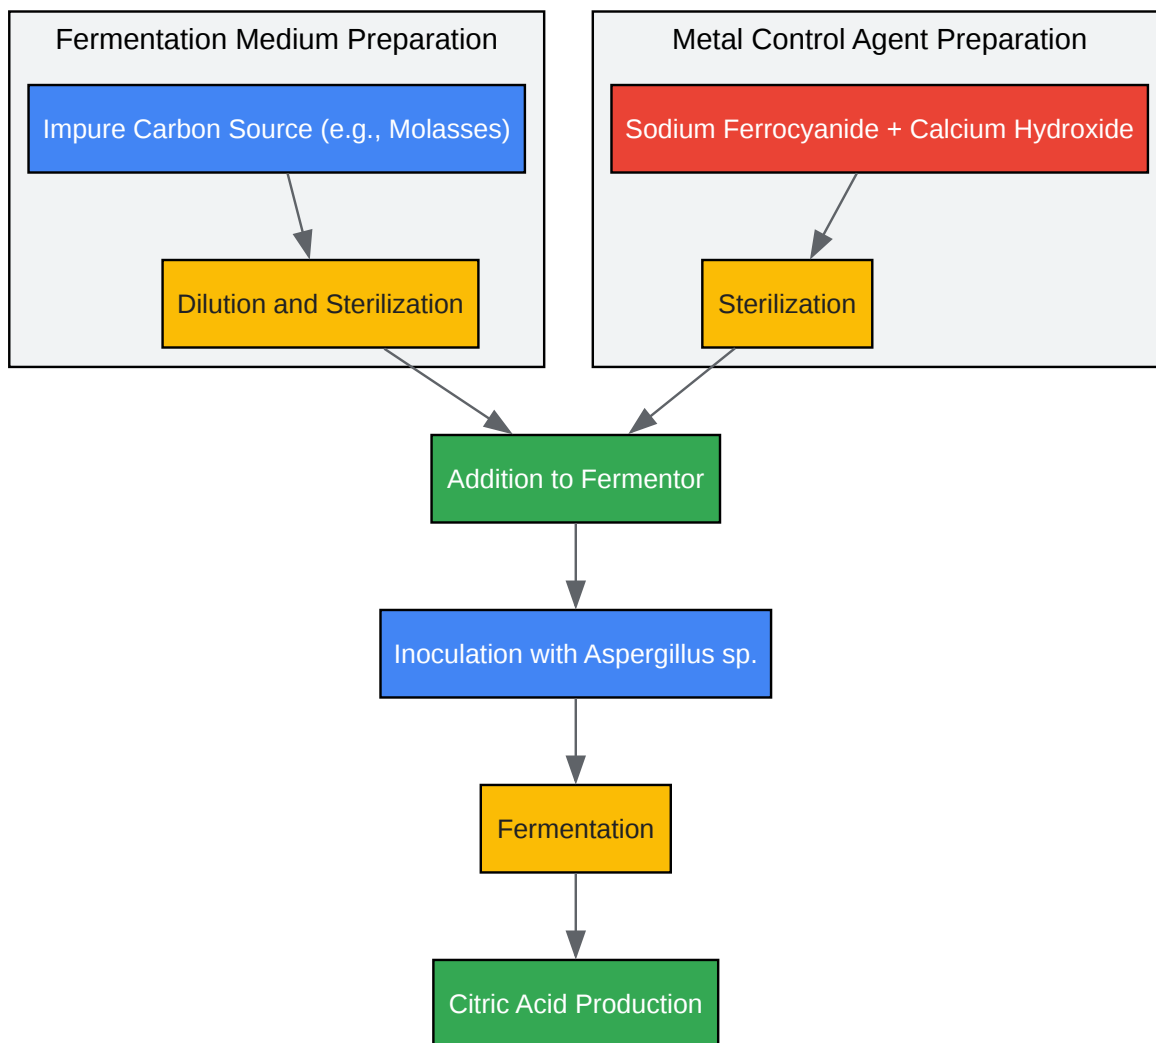 Fermentation Medium Preparation
Impure Carbon Source (e.g., Molasses)
Dilution and Sterilization
Metal Control Agent Preparation
Sodium Ferrocyanide + Calcium Hydroxide
Sterilization
Addition to Fermentor
Inoculation with Aspergillus sp.
Fermentation
Citric Acid Production